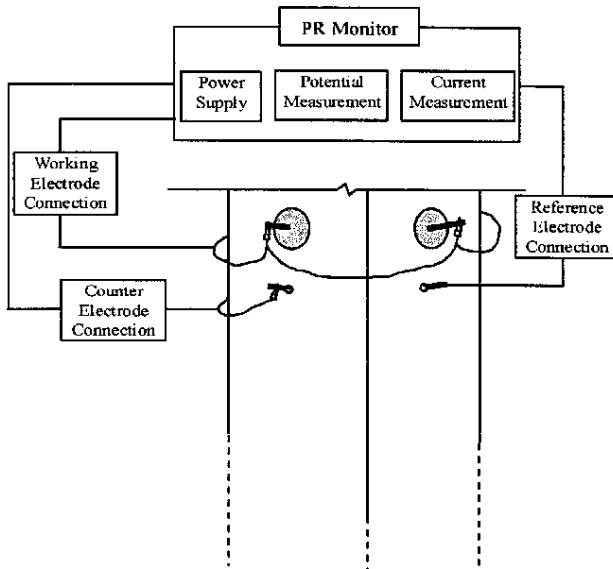 PR Monitor
Power
Supply
Potential
Measurement
Current
Measurement
Working
Electrode
Connection
Reference
Electrode
Connection
Counter
Electrode
Connection